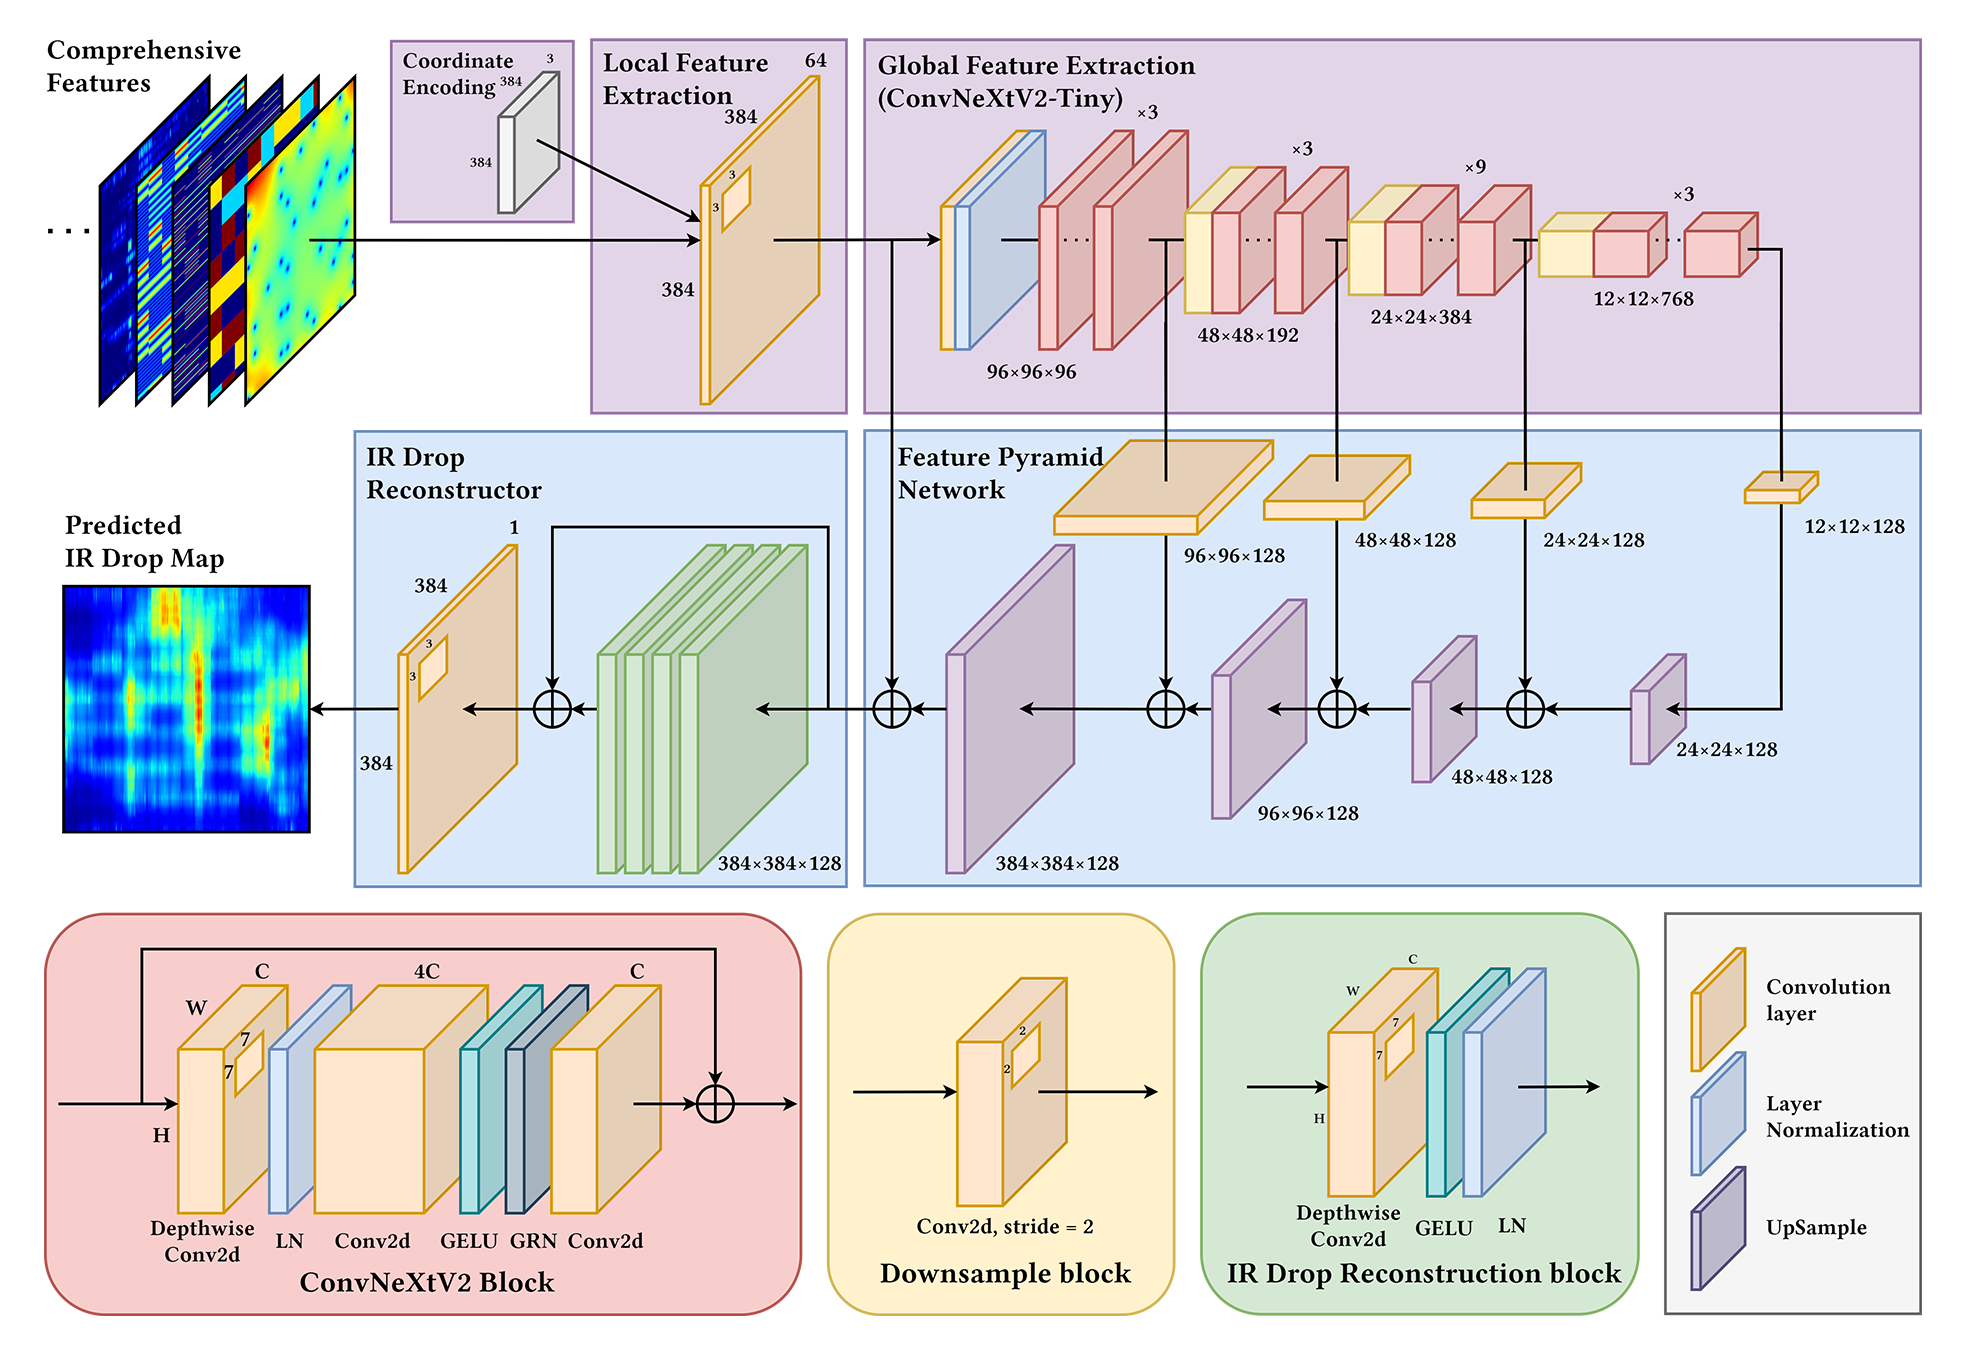 Comprehensive
Features
. . .
Coordinate
Encoding
3
384
384
Local Feature
Extraction
64
384
3
3
384
Global Feature Extraction
(ConvNeXtV2-Tiny)
×3
×3
×9
×3
96×96×96
48×48×192
24×24×384
12×12×768
IR Drop
Reconstructor
1
384
3
3
384
384×384×128
Feature Pyramid
Network
96×96×128
48×48×128
24×24×128
12×12×128
384×384×128
96×96×128
48×48×128
24×24×128
Predicted
IR Drop Map
C
W
7
7
H
4C
C
Depthwise
Conv2d
LN
Conv2d
GELU
GRN
Conv2d
ConvNeXtV2 Block
2
2
Conv2d, stride = 2
Downsample block
C
W
7
7
H
Depthwise
Conv2d
GELU
LN
IR Drop Reconstruction block
Convolution
layer
Layer
Normalization
UpSample